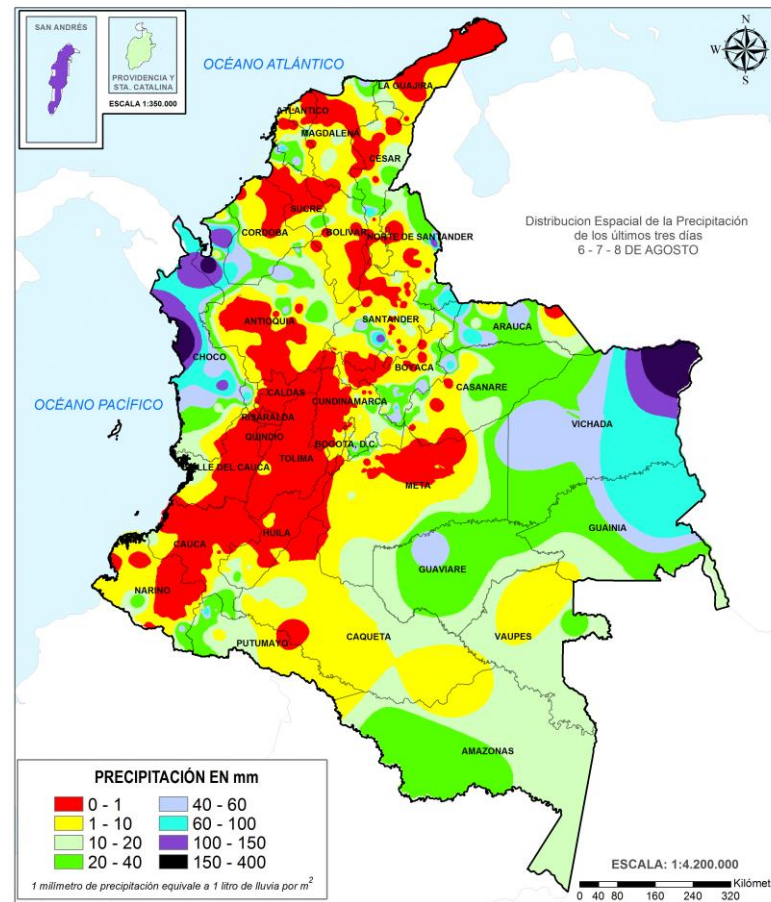 SAN ANDRÉS
PROVIDENCIA Y
STA. CATALINA
ESCALA 1:350.000
OCÉANO ATLÁNTICO
N
W
E
S
LA GUAJIRA
ATLANTICO
MAGDALENA
CESAR
Distribucion Espacial de la Precipitación
de los últimos tres días
6 - 7 - 8 DE AGOSTO
SUCRE
CORDOBA
BOLIVAR
NORTE DE SANTANDER
ANTIOQUIA
SANTANDER
ARAUCA
CHOCO
BOYACA
CASANARE
OCÉANO PACÍFICO
CALDAS
CUNDINAMARCA
RISARALDA
VICHADA
QUINDIO
BOGOTA, D.C.
TOLIMA
VALLE DEL CAUCA
META
GUAINIA
HUILA
CAUCA
GUAVIARE
NARIÑO
PUTUMAYO
CAQUETA
VAUPES
AMAZONAS
PRECIPITACIÓN EN mm
0 - 1
1 - 10
10 - 20
20 - 40
40 - 60
60 - 100
100 - 150
150 - 400
1 milímetro de precipitación equivale a 1 litro de lluvia por m²
ESCALA: 1:4.200.000
Kilómet
0 40 80 160 240 320